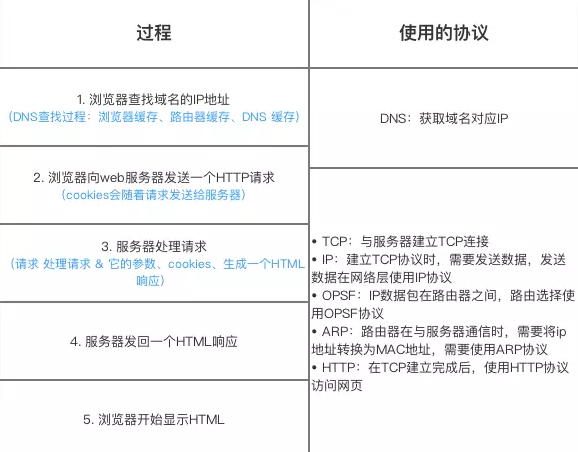 过程
使用的协议
1. 浏览器查找域名的IP地址
（DNS查找过程：浏览器缓存、路由器缓存、DNS 缓存）
DNS：获取域名对应IP
2. 浏览器向web服务器发送一个HTTP请求
（cookies会随着请求发送给服务器）
3. 服务器处理请求
（请求 处理请求 & 它的参数、cookies、生成一个HTML
响应）
4. 服务器发回一个HTML响应
5. 浏览器开始显示HTML
• TCP：与服务器建立TCP连接
• IP：建立TCP协议时，需要发送数据，发送
数据在网络层使用IP协议
• OPSF：IP数据包在路由器之间，路由选择使
用OPSF协议
• ARP：路由器在与服务器通信时，需要将ip
地址转换为MAC地址，需要使用ARP协议
• HTTP：在TCP建立完成后，使用HTTP协议
访问网页